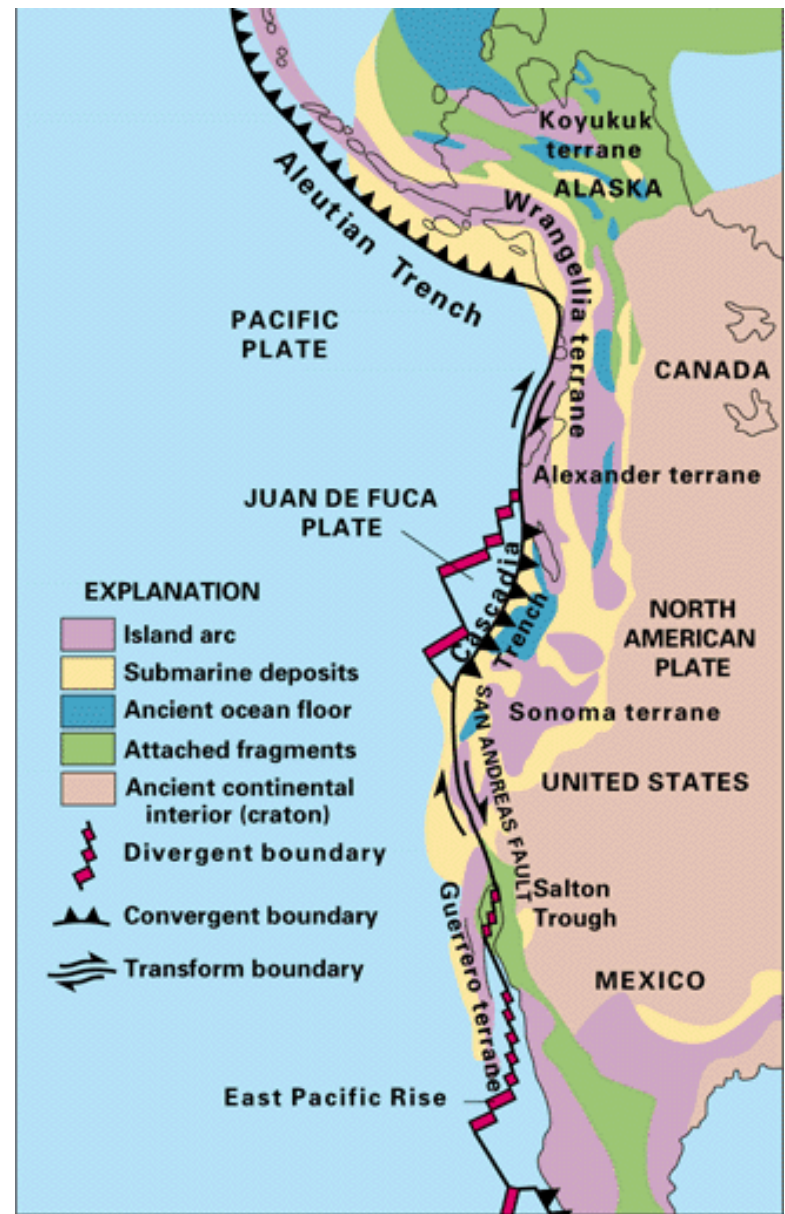 Koyukuk
terrane
ALASKA
Wrangellia terrane
Aleutian Trench
PACIFIC
PLATE
CANADA
Alexander terrane
JUAN DE FUCA
PLATE
Cascadia
Trench
EXPLANATION
Island arc
Submarine deposits
Ancient ocean floor
Attached fragments
Ancient continental
interior (craton)
Divergent boundary
Convergent boundary
Transform boundary
NORTH
AMERICAN
PLATE
Sonoma terrane
SAN ANDREAS FAULT
UNITED STATES
Salton
Trough
Guerrero terrane
MEXICO
East Pacific Rise